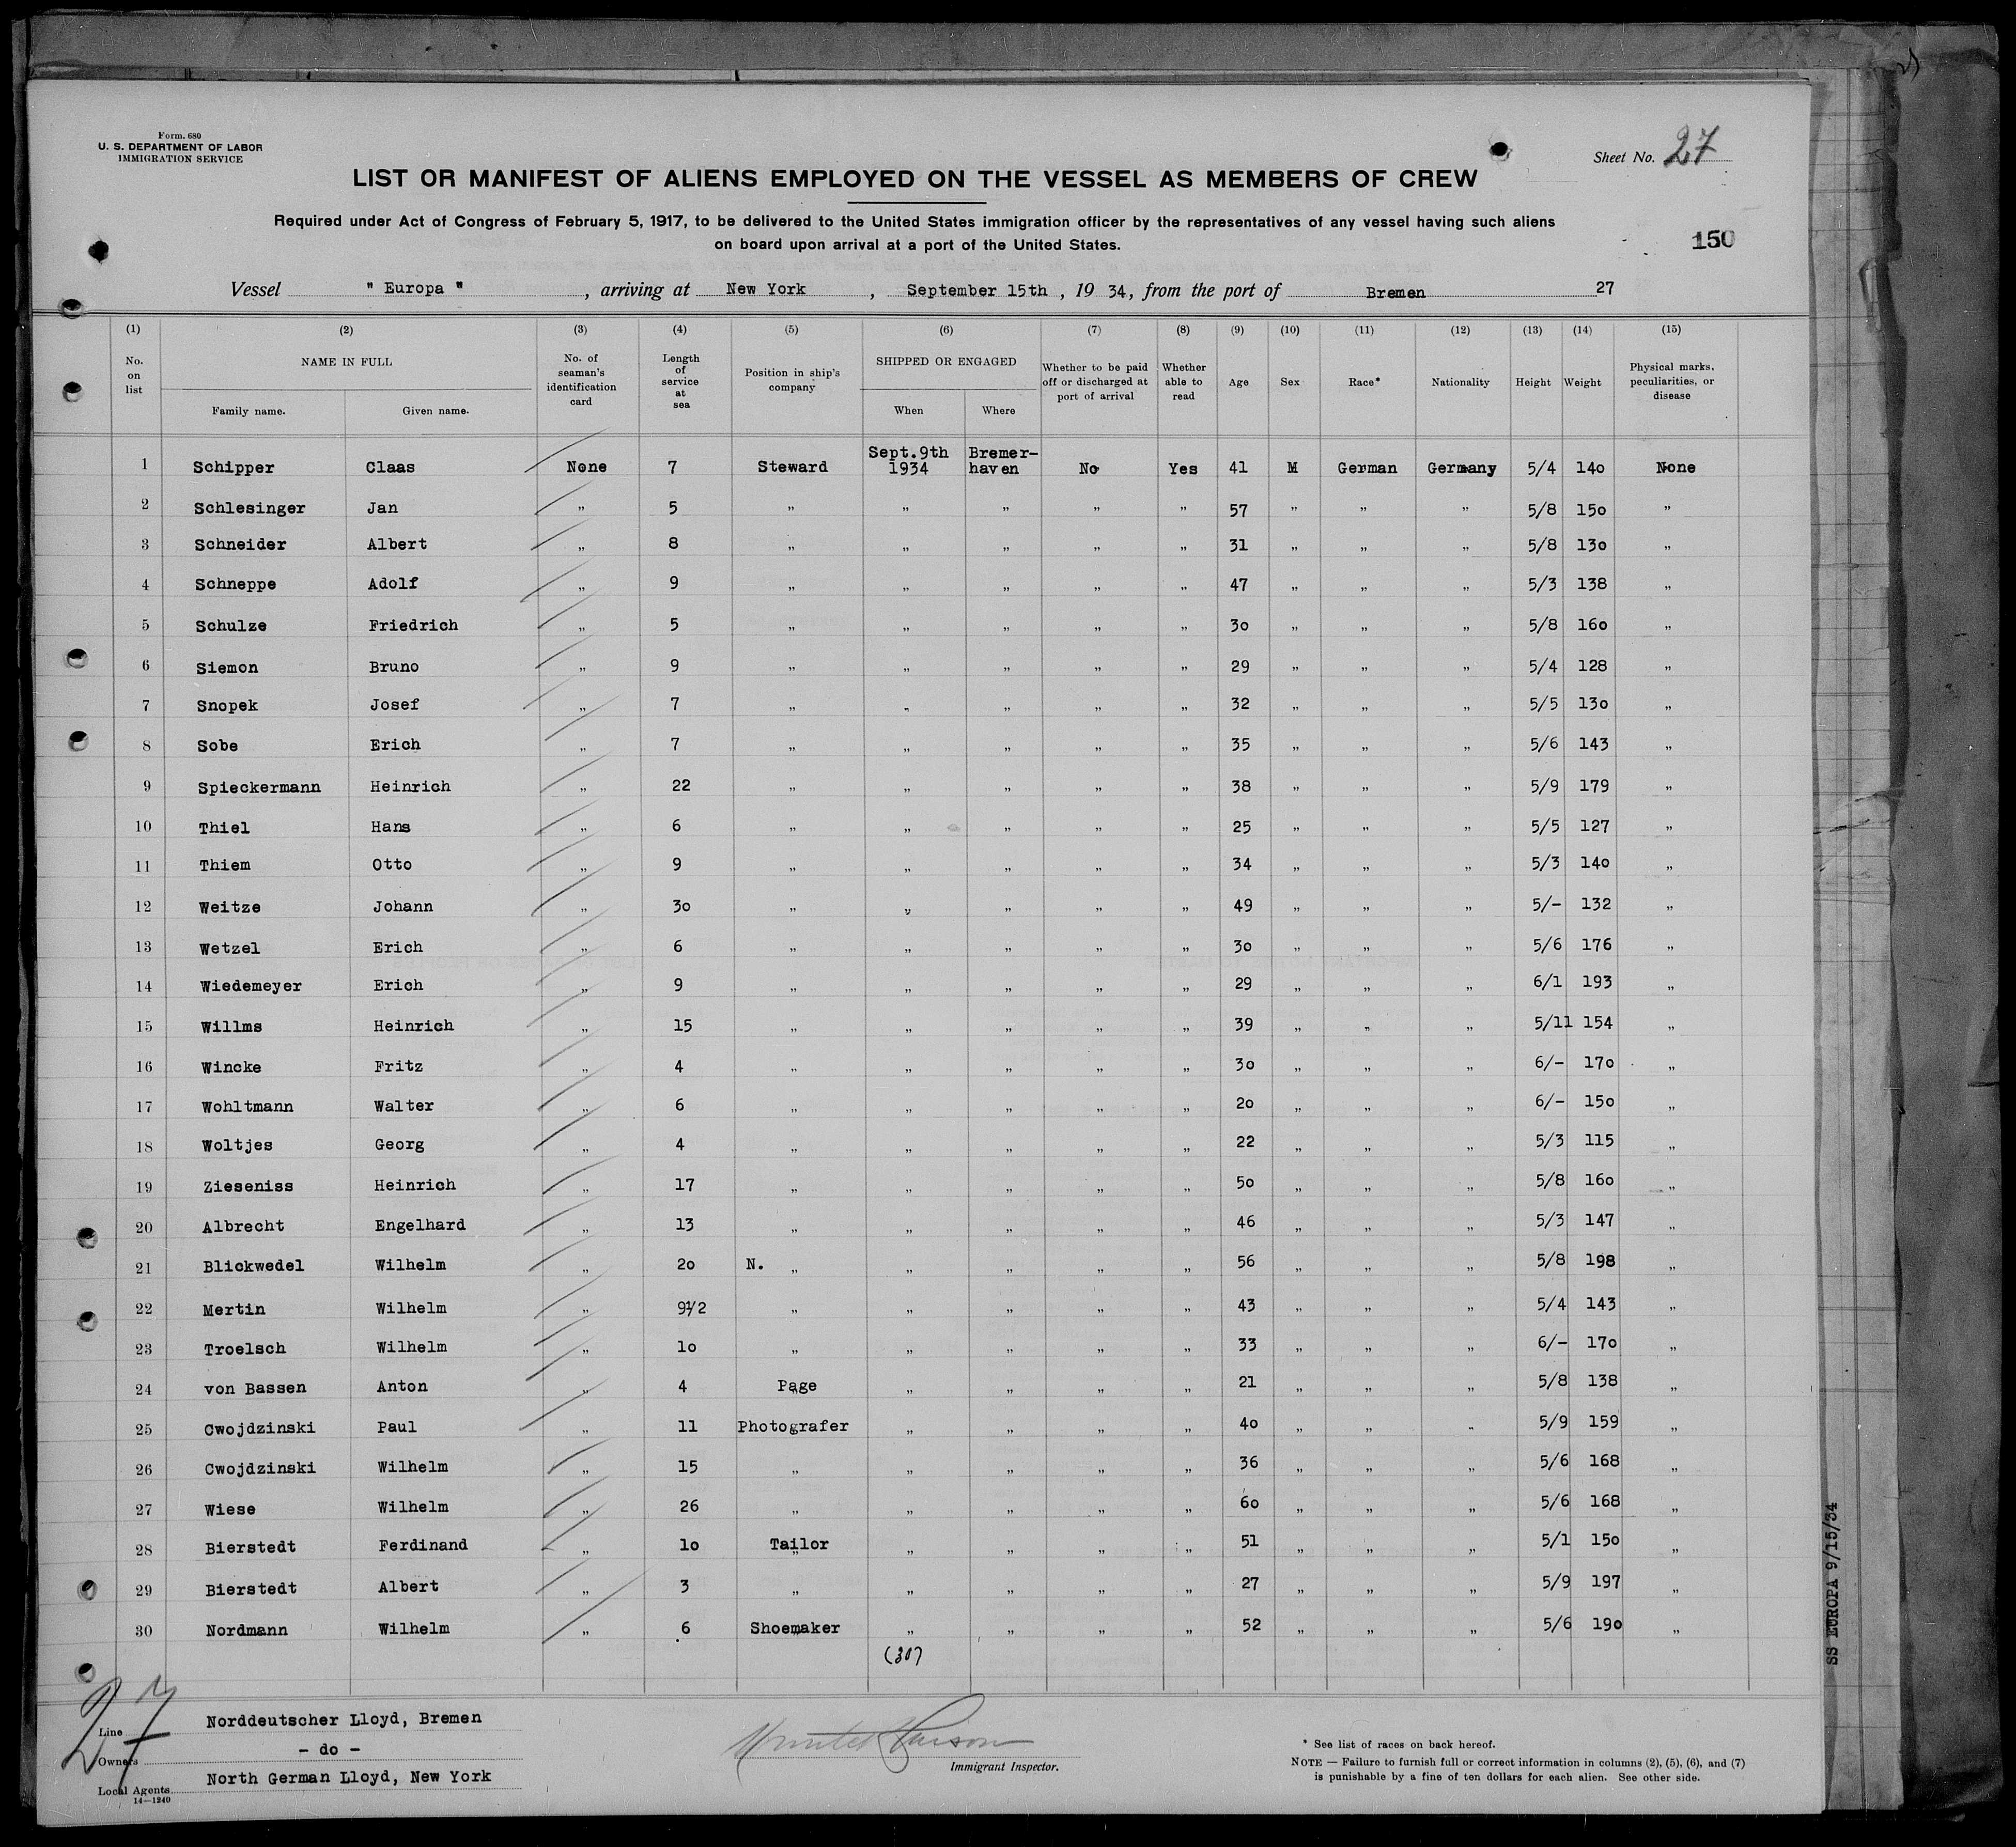 Form. 680
U. S. DEPARTMENT OF LABOR
IMMIGRATION SERVICE
Sheet No. 27
LIST OR MANIFEST OF ALIENS EMPLOYED ON THE VESSEL AS MEMBERS OF CREW
Required under Act of Congress of February 5, 1917, to be delivered to the United States immigration officer by the representatives of any vessel having such aliens
on board upon arrival at a port of the United States.
150
Vessel " Europa ", arriving at New York, September 15th, 1934, from the port of Bremen 27
(1) (2) (3) (4) (5) (6) (7) (8) (9) (10) (11) (12) (13) (14) (15)
No. on list NAME IN FULL Family name. Given name. No. of seaman's identification card Length of service at sea Position in ship's company SHIPPED OR ENGAGED When Where Whether to be paid off or discharged at port of arrival Whether able to read Age Sex Race* Nationality Height Weight Physical marks, peculiarities, or disease
1 Schipper Claas None 7 Steward Sept.9th 1934 Bremer-haven No Yes 41 M German Germany 5/4 140 None
2 Schlesinger Jan " 5 " " " " " 57 " " " 5/8 150 "
3 Schneider Albert " 8 " " " " " 31 " " " 5/8 130 "
4 Schneppe Adolf " 9 " " " " " 47 " " " 5/3 138 "
5 Schulze Friedrich " 5 " " " " " 30 " " " 5/8 160 "
6 Siemon Bruno " 9 " " " " " 29 " " " 5/4 128 "
7 Snopek Josef " 7 " " " " " 32 " " " 5/5 130 "
8 Sobe Erich " 7 " " " " " 35 " " " 5/6 143 "
9 Spieckermann Heinrich " 22 " " " " " 38 " " " 5/9 179 "
10 Thiel Hans " 6 " " " " " 25 " " " 5/5 127 "
11 Thiem Otto " 9 " " " " " 34 " " " 5/3 140 "
12 Weitze Johann " 30 " " " " " 49 " " " 5/- 132 "
13 Wetzel Erich " 6 " " " " " 30 " " " 5/6 176 "
14 Wiedemeyer Erich " 9 " " " " " 29 " " " 6/1 193 "
15 Willms Heinrich " 15 " " " " " 39 " " " 5/11 154 "
16 Wincke Fritz " 4 " " " " " 30 " " " 6/- 170 "
17 Wohltmann Walter " 6 " " " " " 20 " " " 6/- 150 "
18 Woltjes Georg " 4 " " " " " 22 " " " 5/3 115 "
19 Zieseniss Heinrich " 17 " " " " " 50 " " " 5/8 160 "
20 Albrecht Engelhard " 13 " " " " " 46 " " " 5/3 147 "
21 Blickwedel Wilhelm " 20 N. " " " " " 56 " " " 5/8 198 "
22 Mertin Wilhelm " 9½ " " " " " 43 " " " 5/4 143 "
23 Troelsch Wilhelm " 10 " " " " " 33 " " " 6/- 170 "
24 von Bassen Anton " 4 Page " " " " 21 " " " 5/8 138 "
25 Cwojdzinski Paul " 11 Photografer " " " " 40 " " " 5/9 159 "
26 Cwojdzinski Wilhelm " 15 " " " " " 36 " " " 5/6 168 "
27 Wiese Wilhelm " 26 " " " " " 60 " " " 5/6 168 "
28 Bierstedt Ferdinand " 10 Tailor " " " " 51 " " " 5/1 150 "
29 Bierstedt Albert " 3 " " " " " 27 " " " 5/9 197 "
30 Nordmann Wilhelm " 6 Shoemaker " " " " 52 " " " 5/6 190 "
(30)
27
Line Norddeutscher Lloyd, Bremen
Owners - do -
Local Agents North German Lloyd, New York
14-1240
Immigrant Inspector.
* See list of races on back hereof.
NOTE — Failure to furnish full or correct information in columns (2), (5), (6), and (7)
is punishable by a fine of ten dollars for each alien. See other side.
SS EUROPA 9/15/34